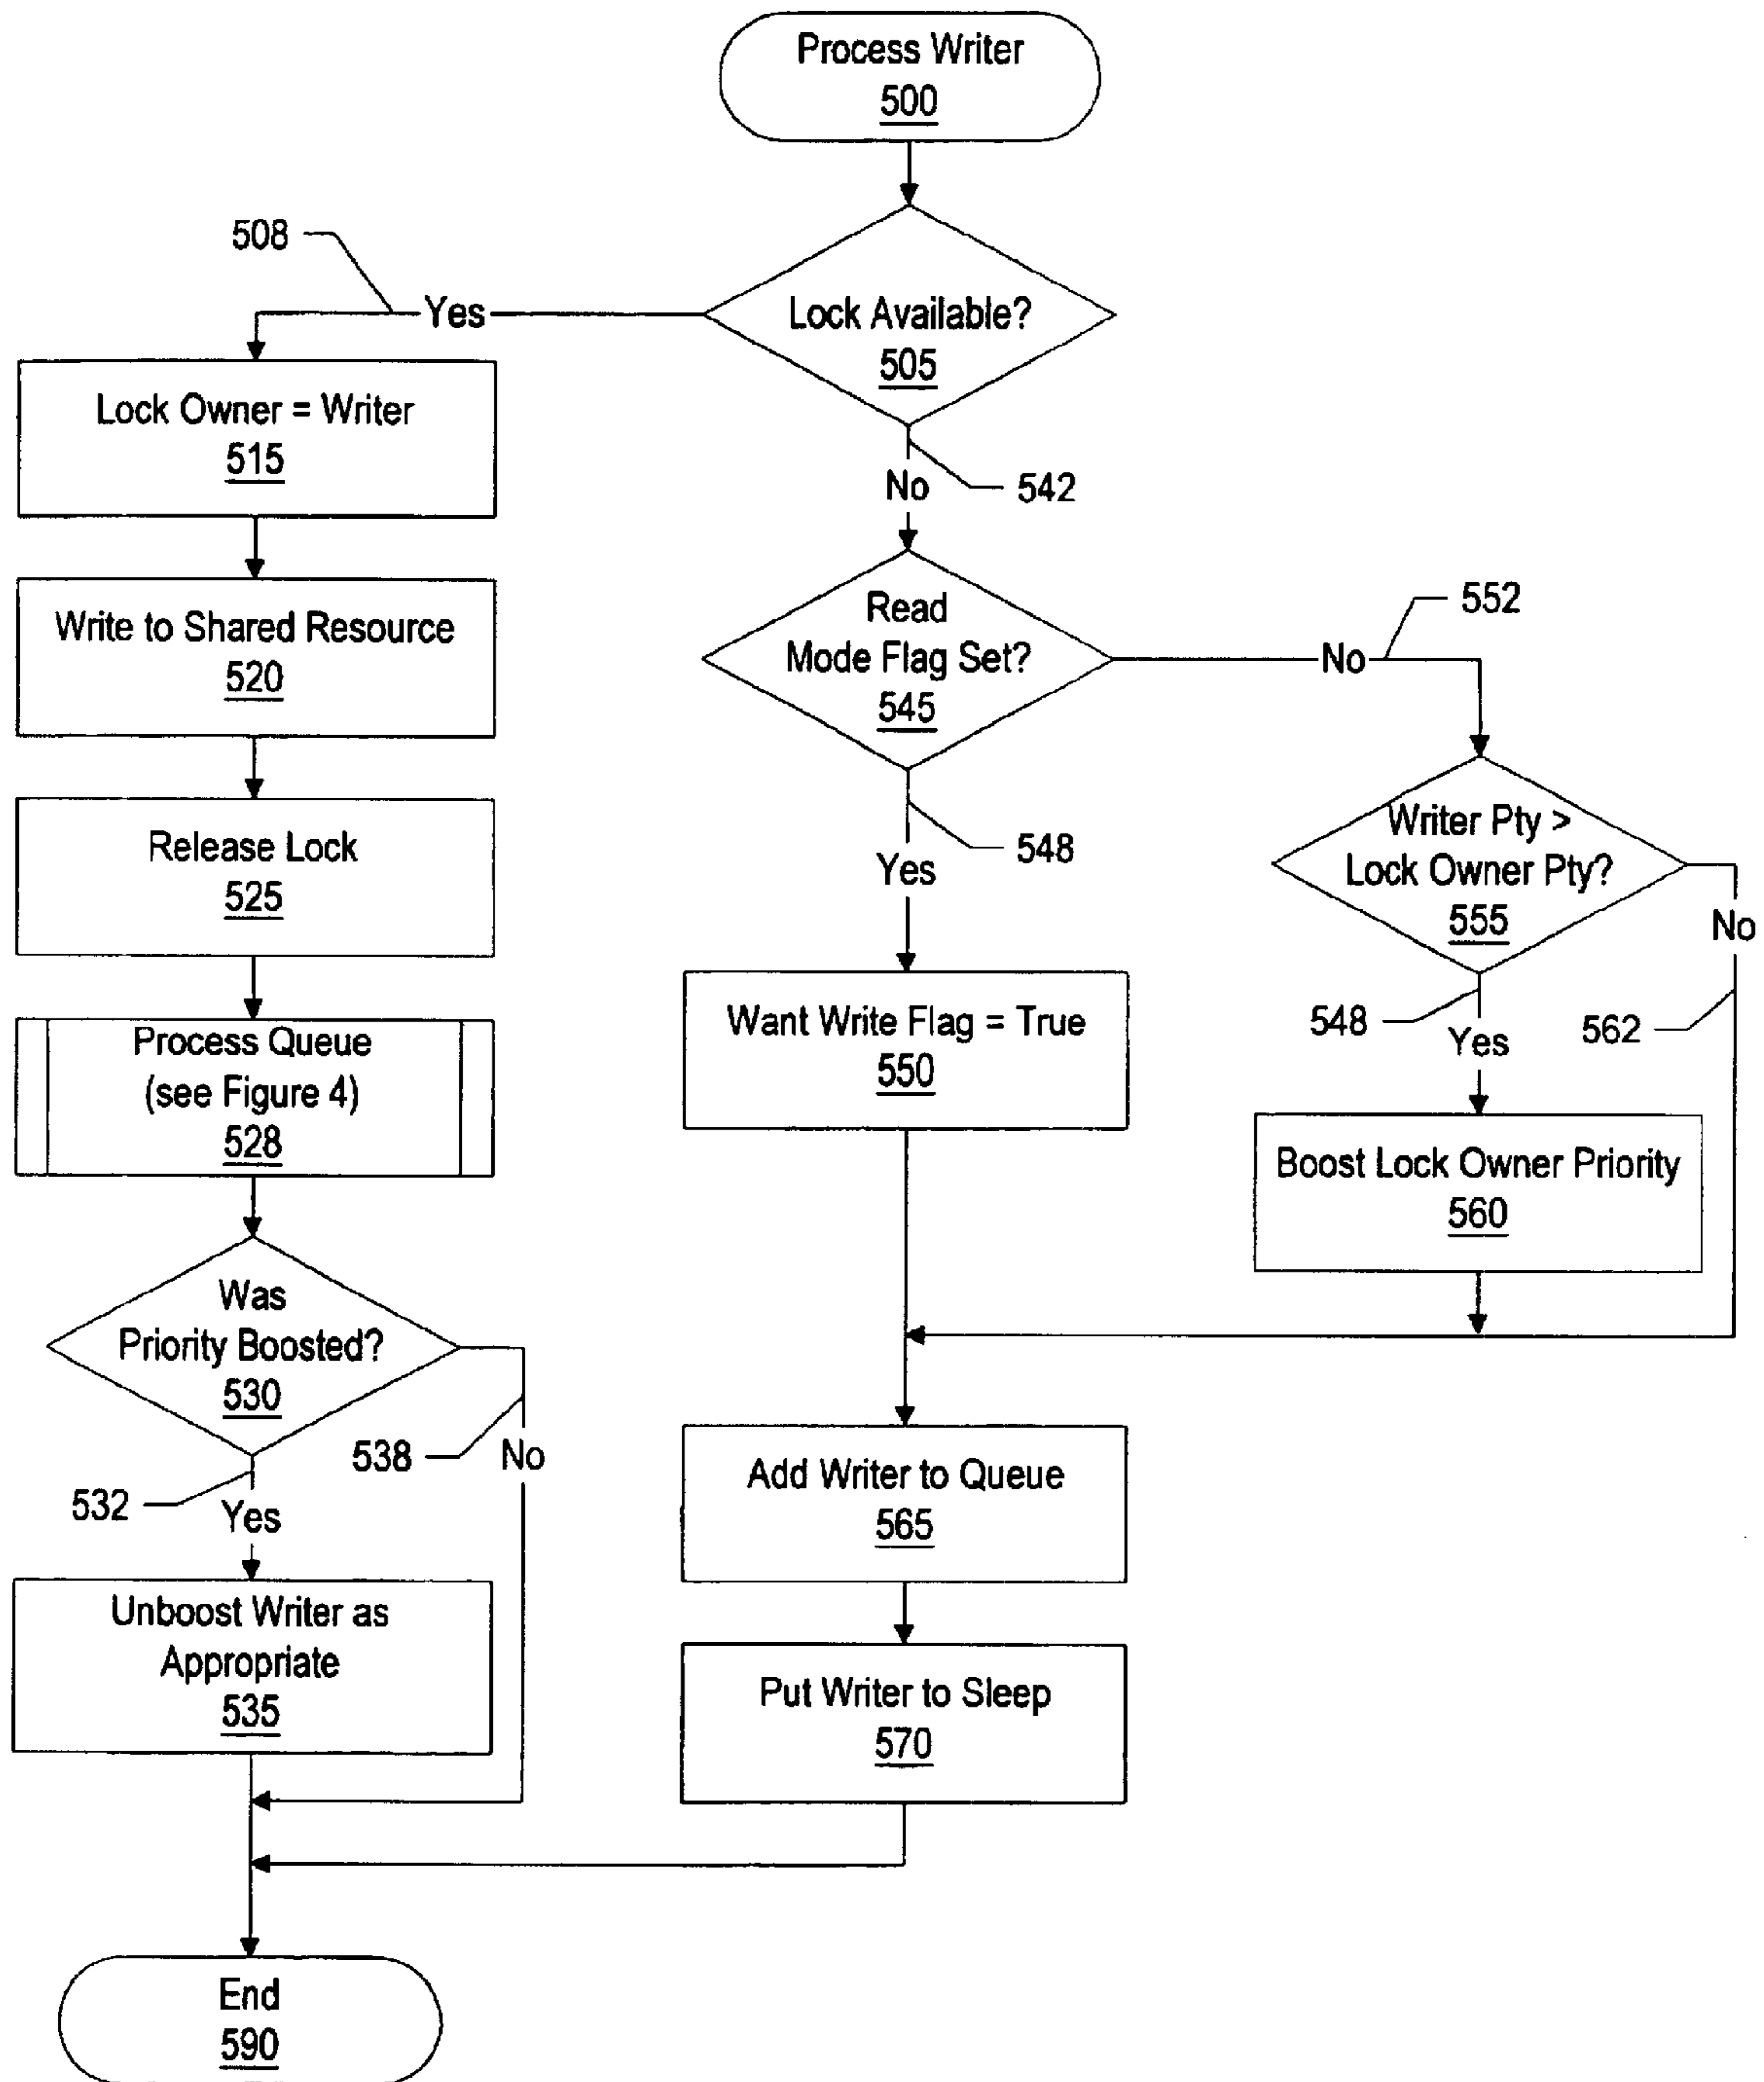 Process Writer
500
508
Yes
Lock Available?
505
Lock Owner = Writer
515
No
542
Write to Shared Resource
520
Read
Mode Flag Set?
545
No
552
Release Lock
525
548
Yes
Writer Pty >
Lock Owner Pty?
555
No
Process Queue
(see Figure 4)
528
Want Write Flag = True
550
548
Yes
562
Boost Lock Owner Priority
560
Was
Priority Boosted?
530
538
No
532
Yes
Add Writer to Queue
565
Unboost Writer as
Appropriate
535
Put Writer to Sleep
570
End
590